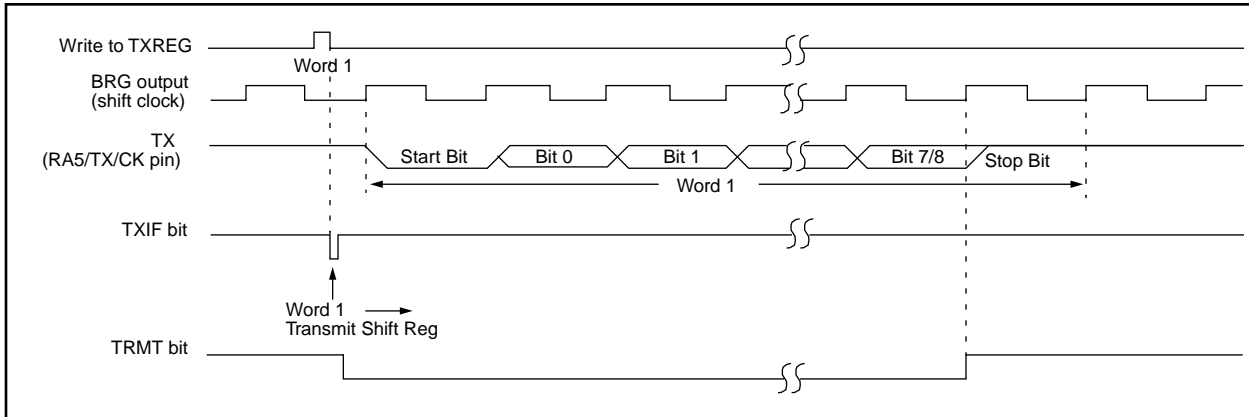 Write to TXREG
Word 1
BRG output
(shift clock)
TX
(RA5/TX/CK pin)
Start Bit
Bit 0
Bit 1
Bit 7/8
Stop Bit
Word 1
TXIF bit
Word 1
Transmit Shift Reg
TRMT bit